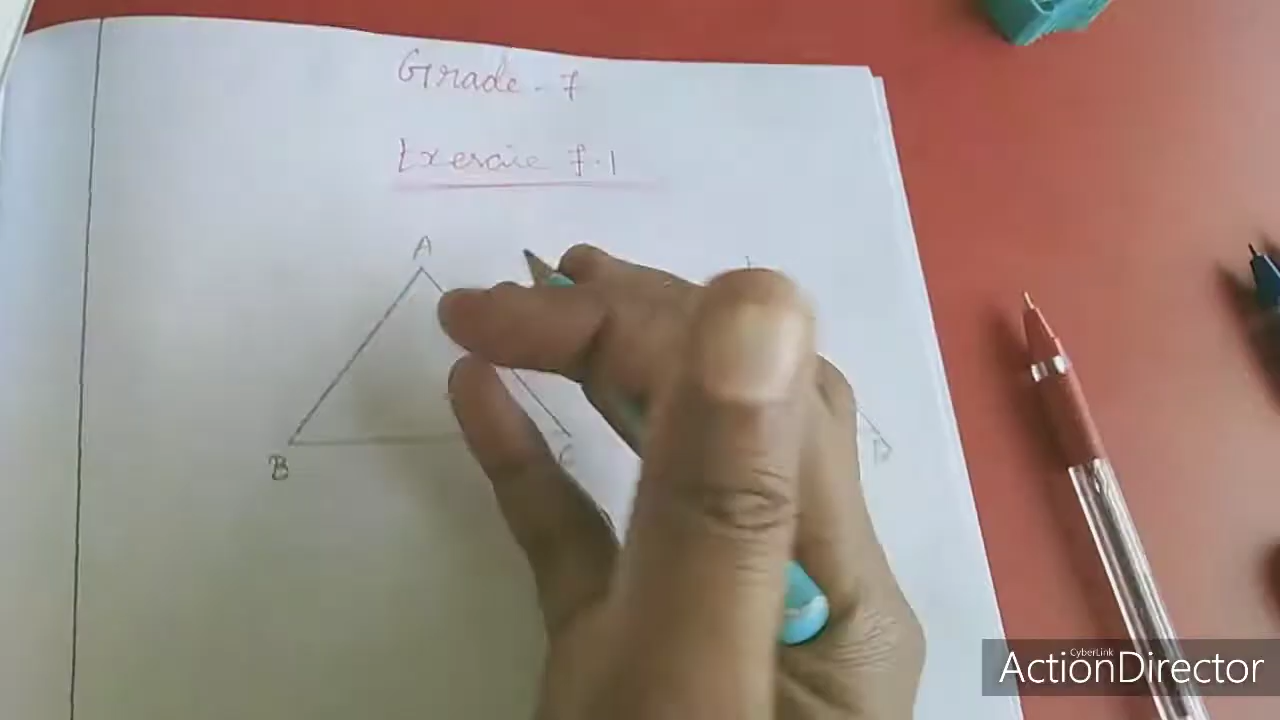 Grade - 7
Exercise 7.1
A
B
C
D
CyberLink
ActionDirector